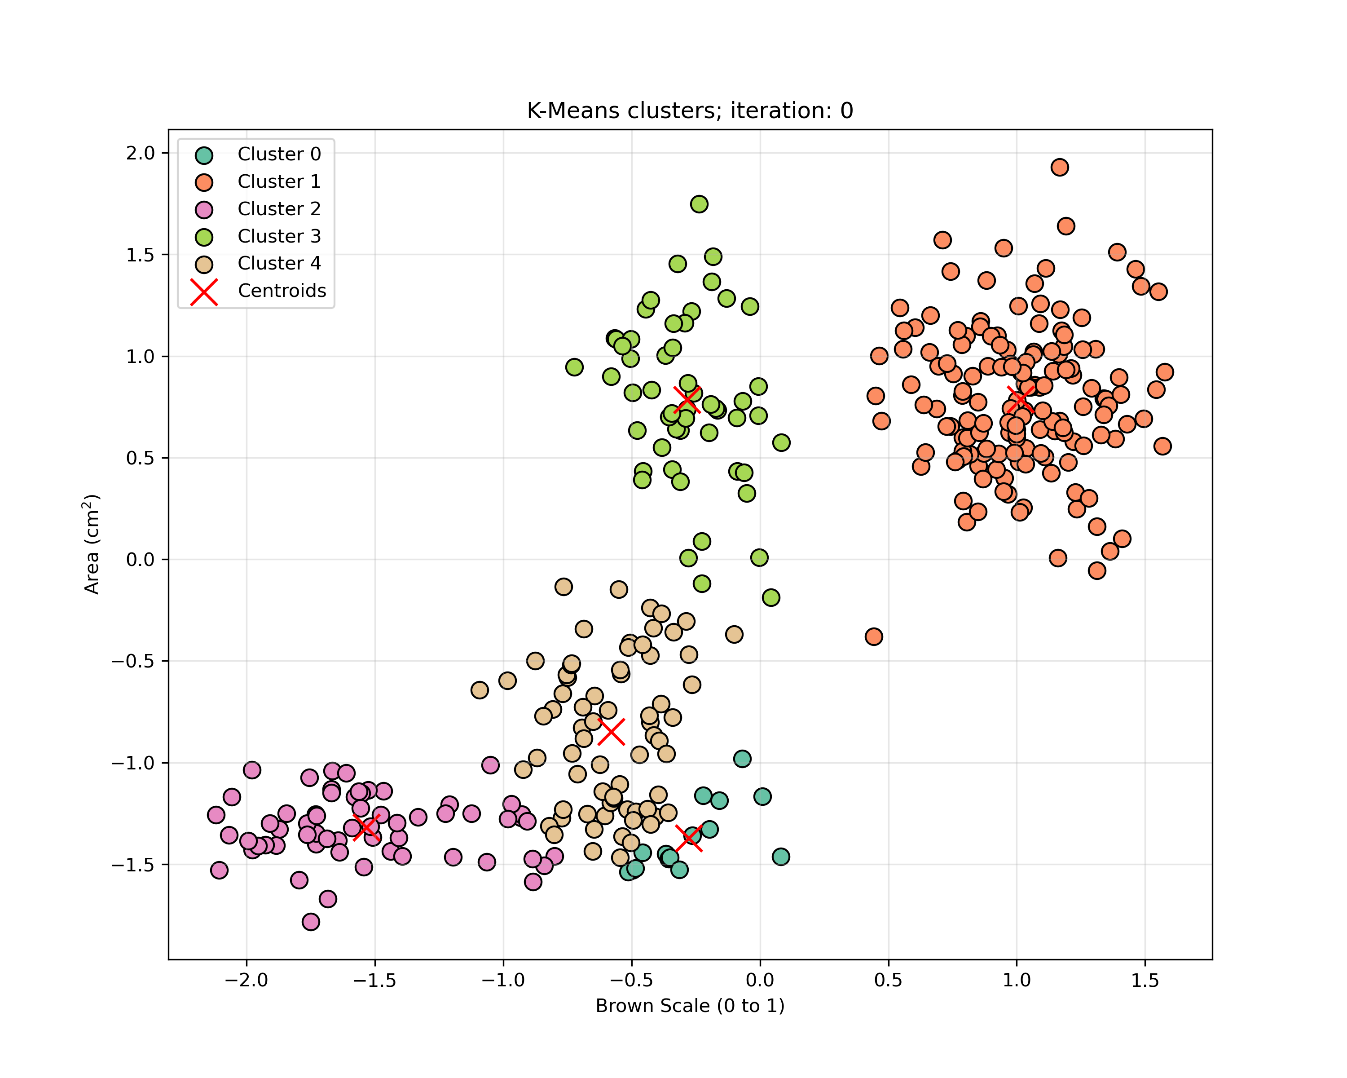 K-Means clusters; iteration: 0
Cluster 0
Cluster 1
Cluster 2
Cluster 3
Cluster 4
Centroids
2.0
1.5
1.0
0.5
0.0
−0.5
−1.0
−1.5
Area (cm²)
−2.0 −1.5 −1.0 −0.5 0.0 0.5 1.0 1.5
Brown Scale (0 to 1)